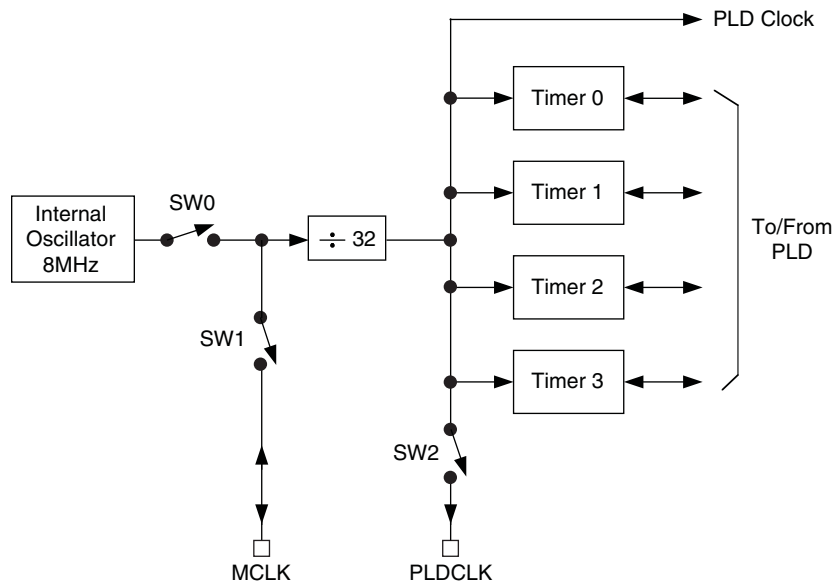 PLD Clock
Timer 0
Timer 1
SW0
Internal
Oscillator
8MHz
÷ 32
To/From
PLD
Timer 2
SW1
Timer 3
SW2
MCLK
PLDCLK